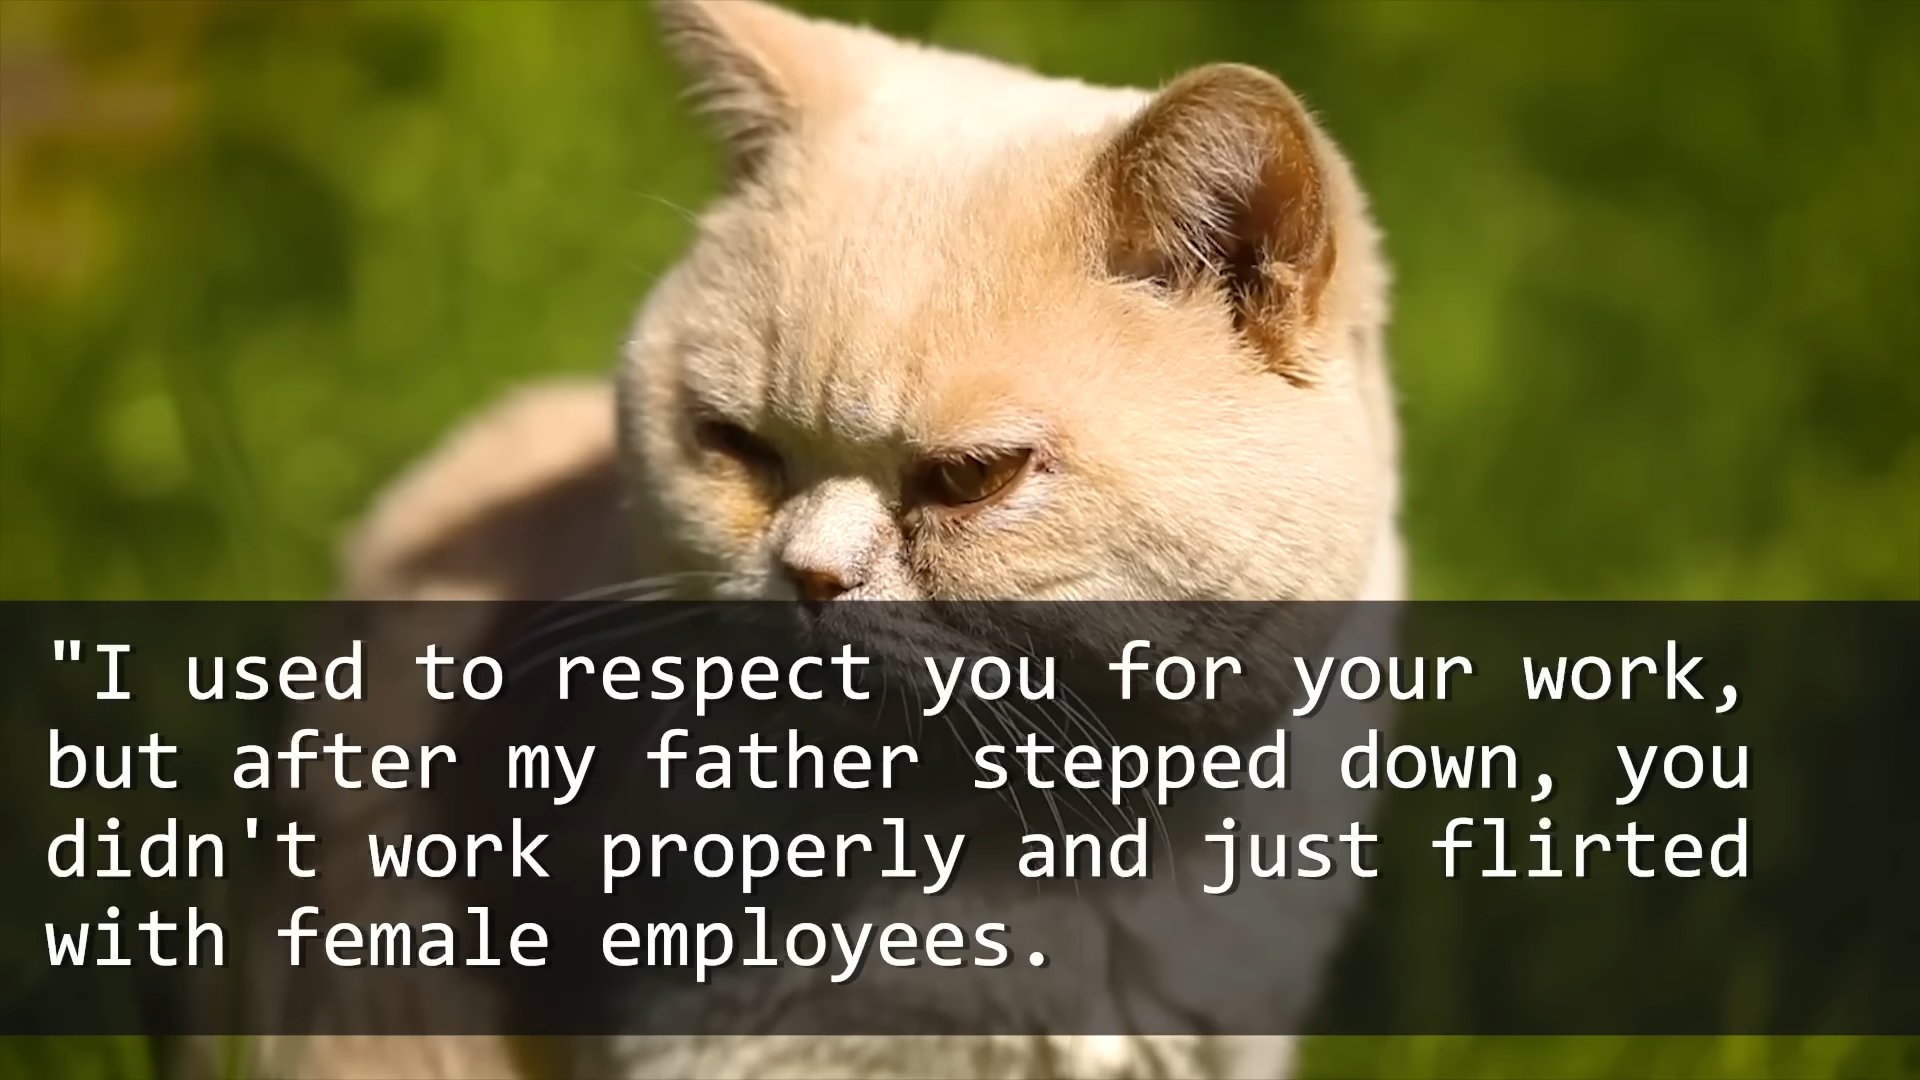 "I used to respect you for your work,
but after my father stepped down, you
didn't work properly and just flirted
with female employees.